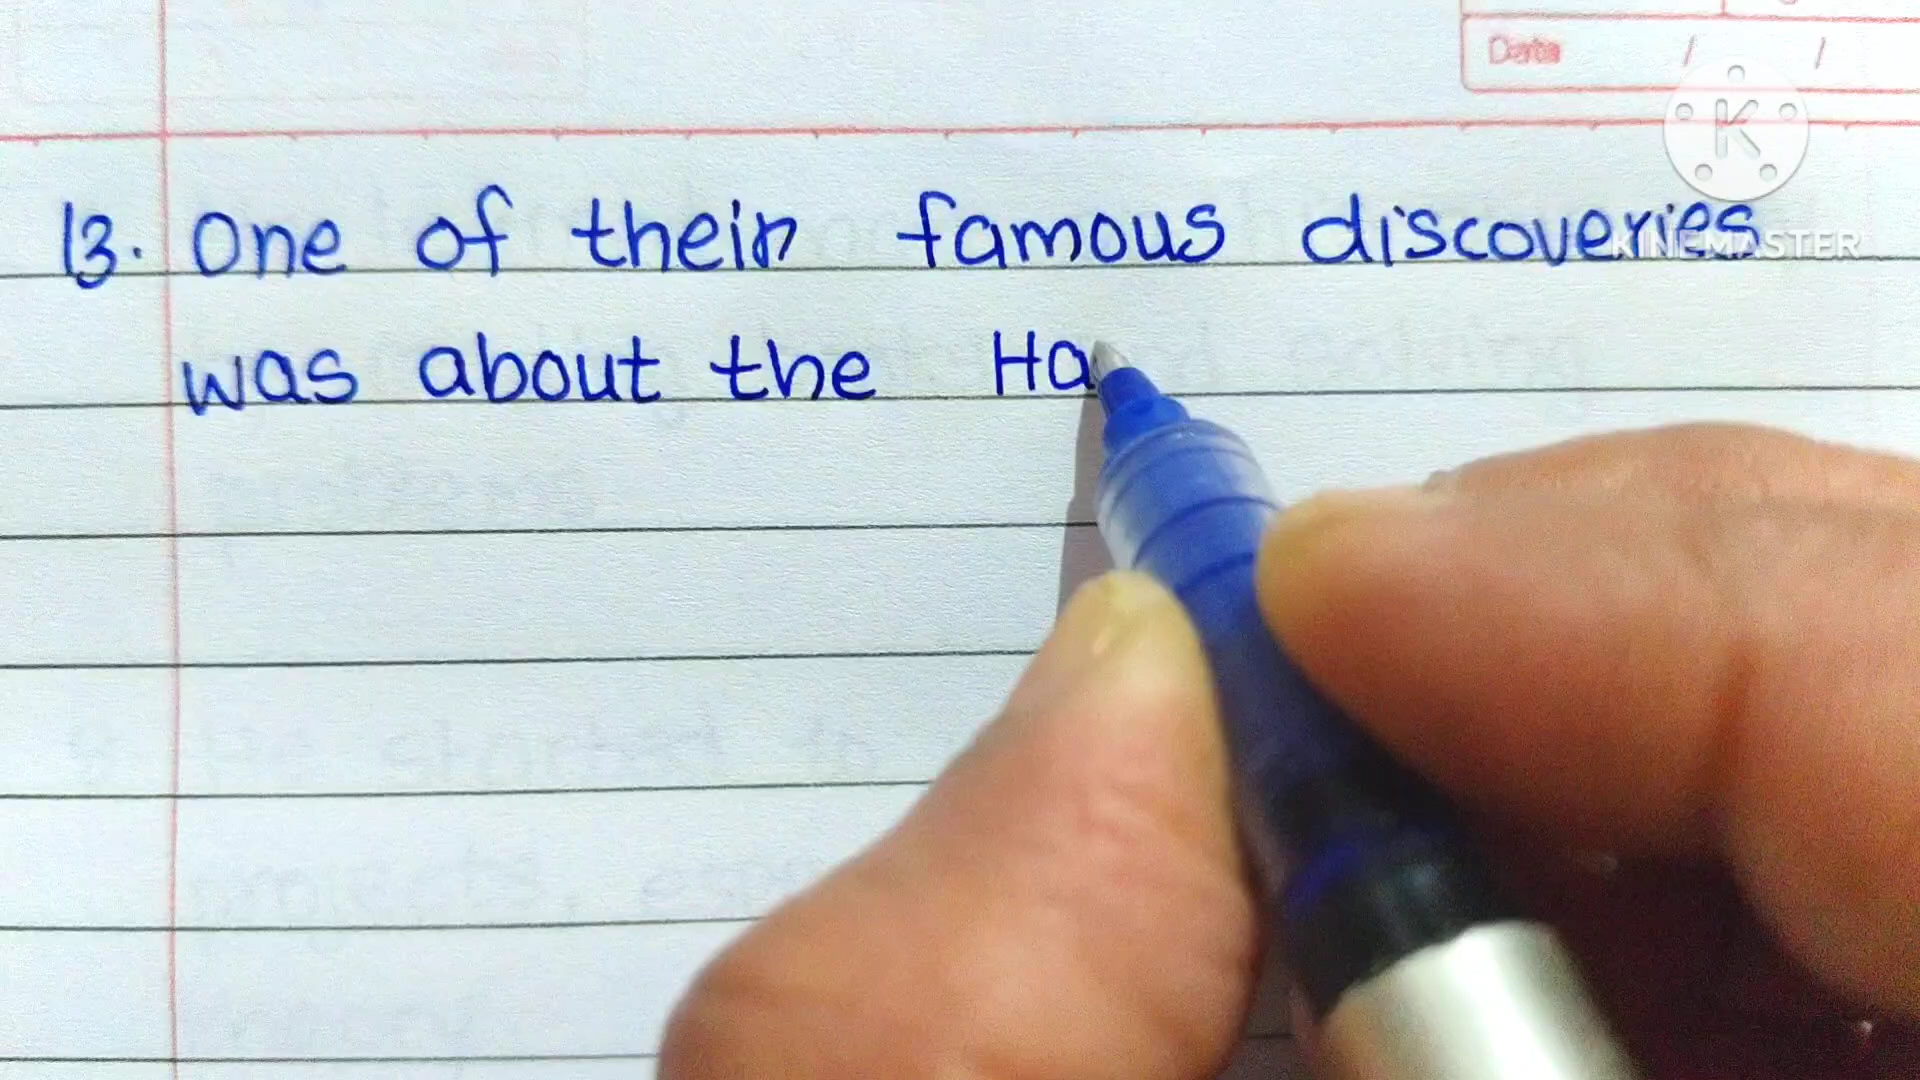 Date / /
K
KINEMASTER
13. One of their famous discoveries
was about the Ha